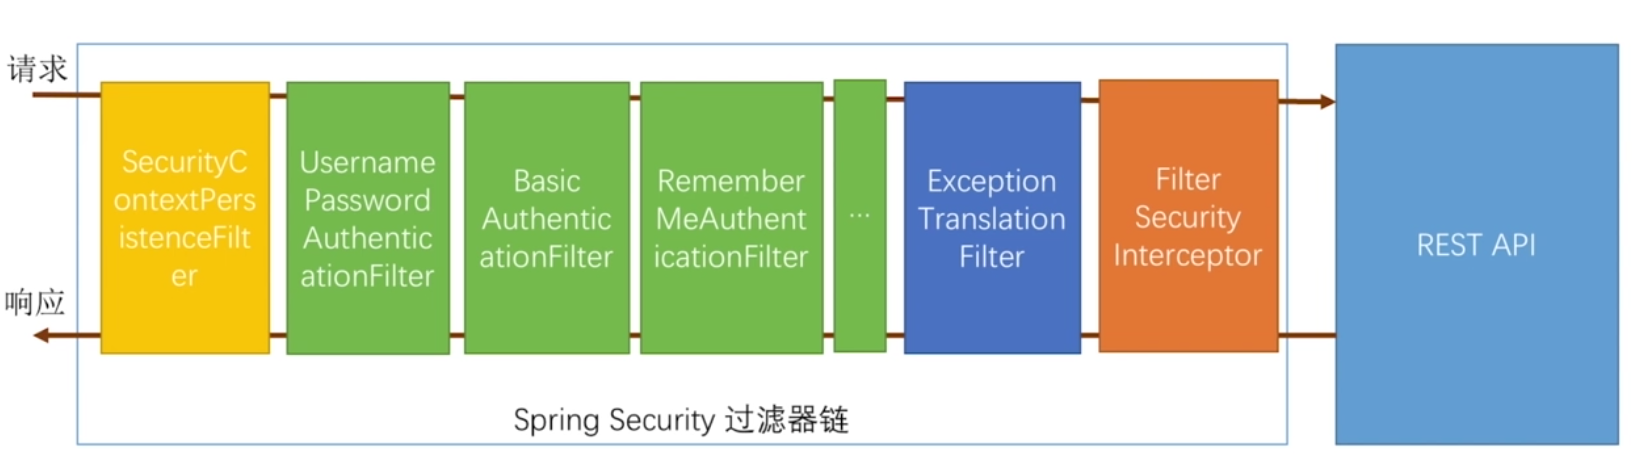 请求
SecurityC
ontextPers
istenceFilt
er
Username
Password
Authentic
ationFilter
Basic
Authentic
ationFilter
Remember
MeAuthent
icationFilter
...
Exception
Translation
Filter
Filter
Security
Interceptor
REST API
响应
Spring Security 过滤器链